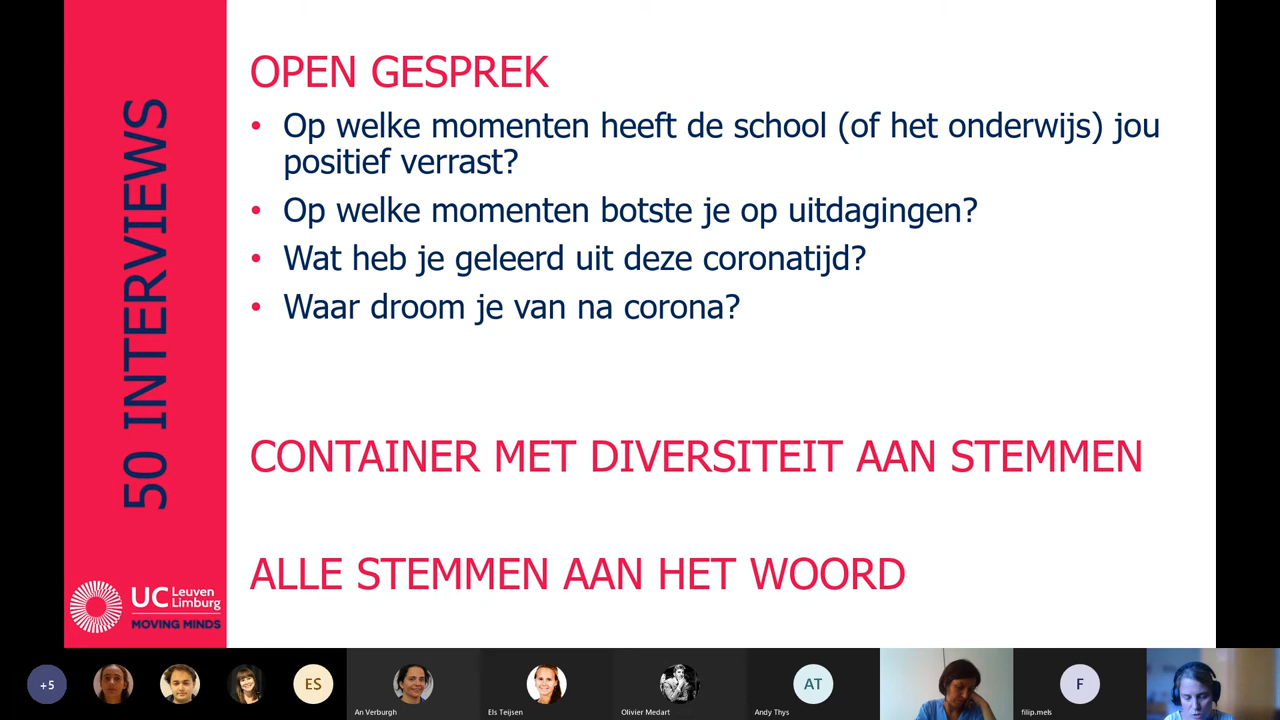 50 INTERVIEWS
OPEN GESPREK
• Op welke momenten heeft de school (of het onderwijs) jou
positief verrast?
• Op welke momenten botste je op uitdagingen?
• Wat heb je geleerd uit deze coronatijd?
• Waar droom je van na corona?
CONTAINER MET DIVERSITEIT AAN STEMMEN
ALLE STEMMEN AAN HET WOORD
UC Leuven
Limburg
MOVING MINDS
+5
ES
An Verburgh
Els Teijsen
Olivier Medart
AT
Andy Thys
F
filip.mels